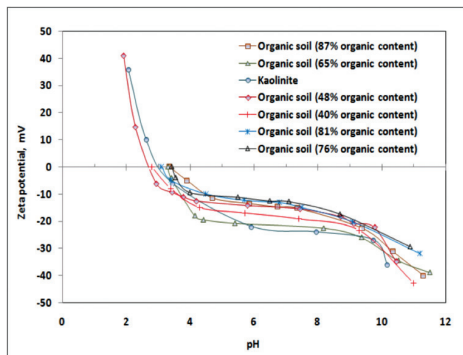 50
40
30
20
10
0
-10
-20
-30
-40
-50
Zetapotential, mV
Organic soil (87% organic content)
Organic soil (65% organic content)
Kaolinite
Organic soil (48% organic content)
Organic soil (40% organic content)
Organic soil (81% organic content)
Organic soil (76% organic content)
0 2 4 6 8 10 12
pH